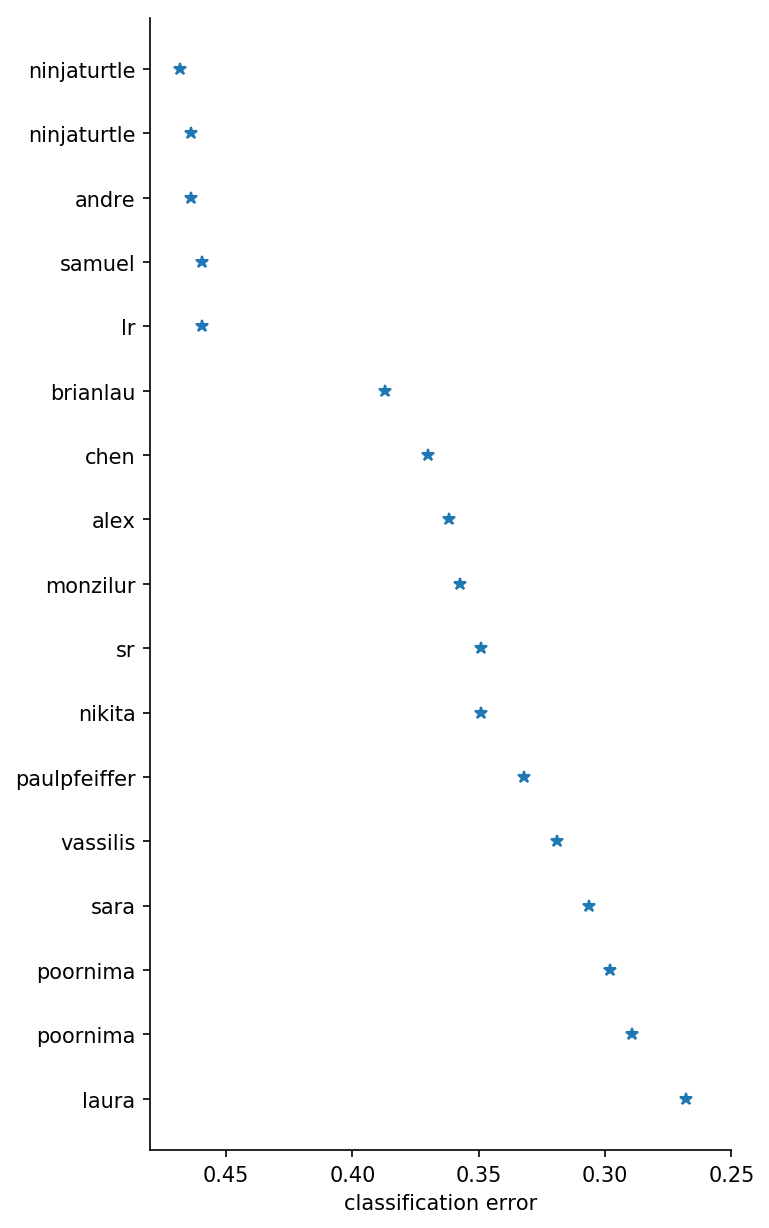 ninjaturtle
ninjaturtle
andre
samuel
lr
brianlau
chen
alex
monzilur
sr
nikita
paulpfeiffer
vassilis
sara
poornima
poornima
laura
0.45 0.40 0.35 0.30 0.25
classification error